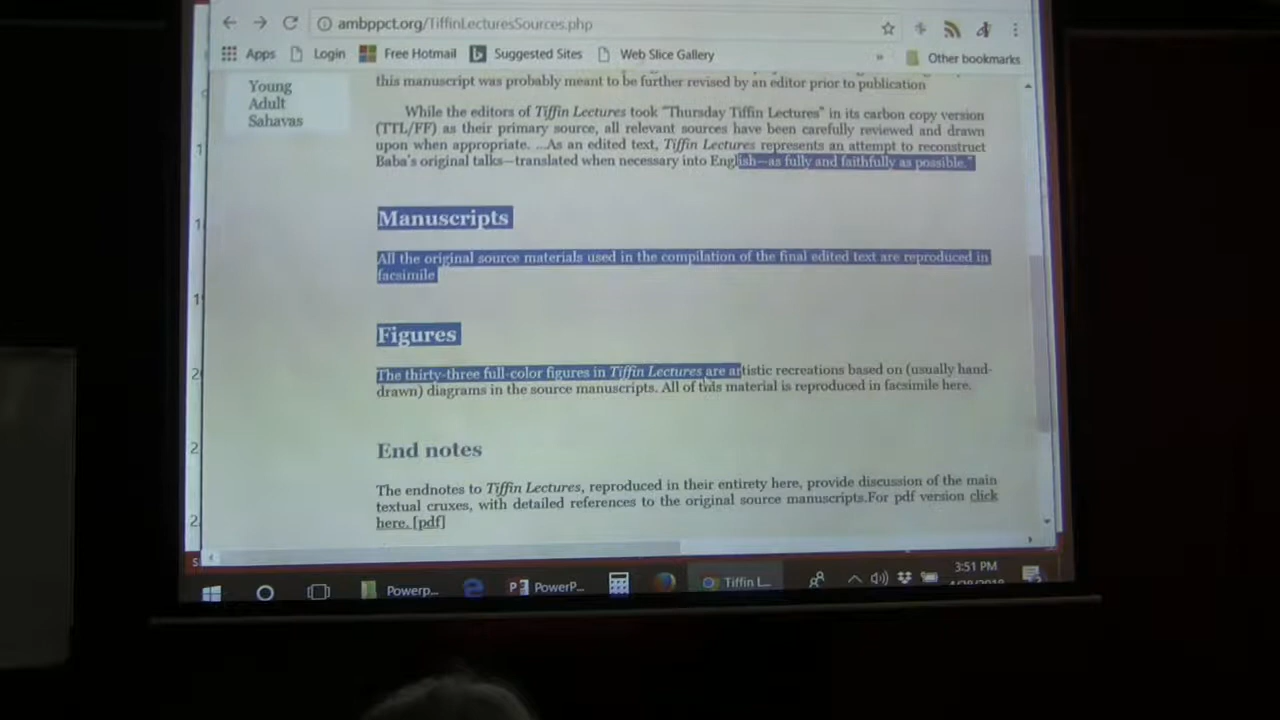 ambppct.org/TiffinLecturesSources.php
Apps Login Free Hotmail b Suggested Sites Web Slice Gallery » Other bookmarks
Young
Adult
Sahavas
this manuscript was probably meant to be further revised by an editor prior to publication
While the editors of Tiffin Lectures took "Thursday Tiffin Lectures" in its carbon copy version
(TTL/FF) as their primary source, all relevant sources have been carefully reviewed and drawn
upon when appropriate. ...As an edited text, Tiffin Lectures represents an attempt to reconstruct
Baba's original talks—translated when necessary into English—as fully and faithfully as possible."
Manuscripts
All the original source materials used in the compilation of the final edited text are reproduced in
facsimile
Figures
The thirty-three full-color figures in Tiffin Lectures are artistic recreations based on (usually hand-
drawn) diagrams in the source manuscripts. All of this material is reproduced in facsimile here.
End notes
The endnotes to Tiffin Lectures, reproduced in their entirety here, provide discussion of the main
textual cruxes, with detailed references to the original source manuscripts.For pdf version click
here. [pdf]
Powerp... PowerP... Tiffin L... 3:51 PM